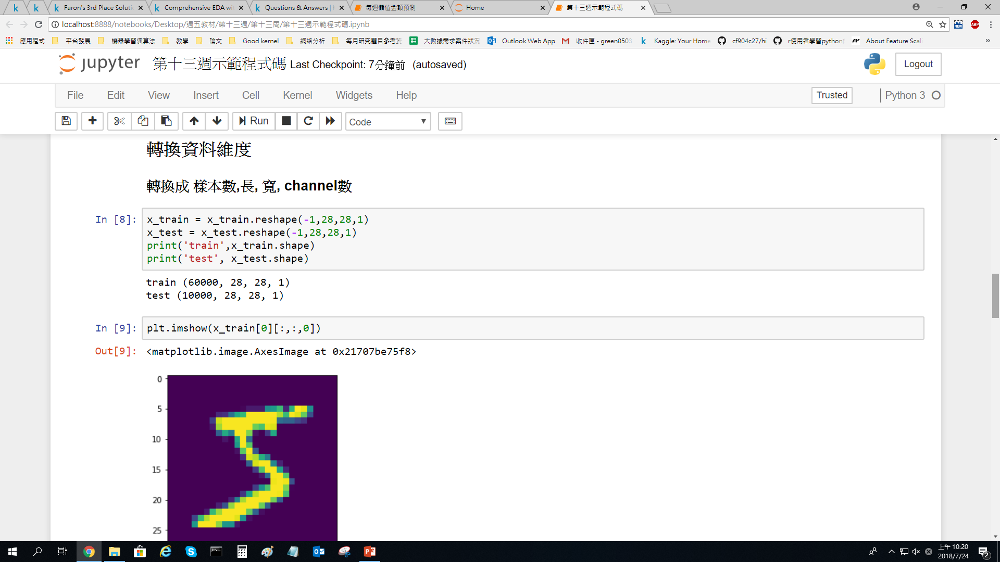 Faron's 3rd Place Soluti
Comprehensive EDA wit
Questions & Answers |
每週儲值金額預測
Home
第十三週示範程式碼
localhost:8888/notebooks/Desktop/週五教材/第十三週/第十三周/第十三週示範程式碼.ipynb
NEW
ABP
應用程式
平台發展
機器學習演算法
教學
論文
Good kernel
網絡分析
每月研究題目參考資
大數據需求案件狀況
Outlook Web App
收件匣 - green0503
Kaggle: Your Home
cf904c27/hi
r使用者學習python
About Feature Scal
»
jupyter
第十三週示範程式碼 Last Checkpoint: 7分鐘前 (autosaved)
Logout
File Edit View Insert Cell Kernel Widgets Help
Trusted
Python 3
Run
Code
轉換資料維度
轉換成 樣本數,長, 寬, channel數
In [8]:
x_train = x_train.reshape(-1,28,28,1)
x_test = x_test.reshape(-1,28,28,1)
print('train',x_train.shape)
print('test', x_test.shape)
train (60000, 28, 28, 1)
test (10000, 28, 28, 1)
In [9]:
plt.imshow(x_train[0][:,:,0])
Out[9]:
<matplotlib.image.AxesImage at 0x21707be75f8>
0
5
10
15
20
25
上午 10:20
2018/7/24
2